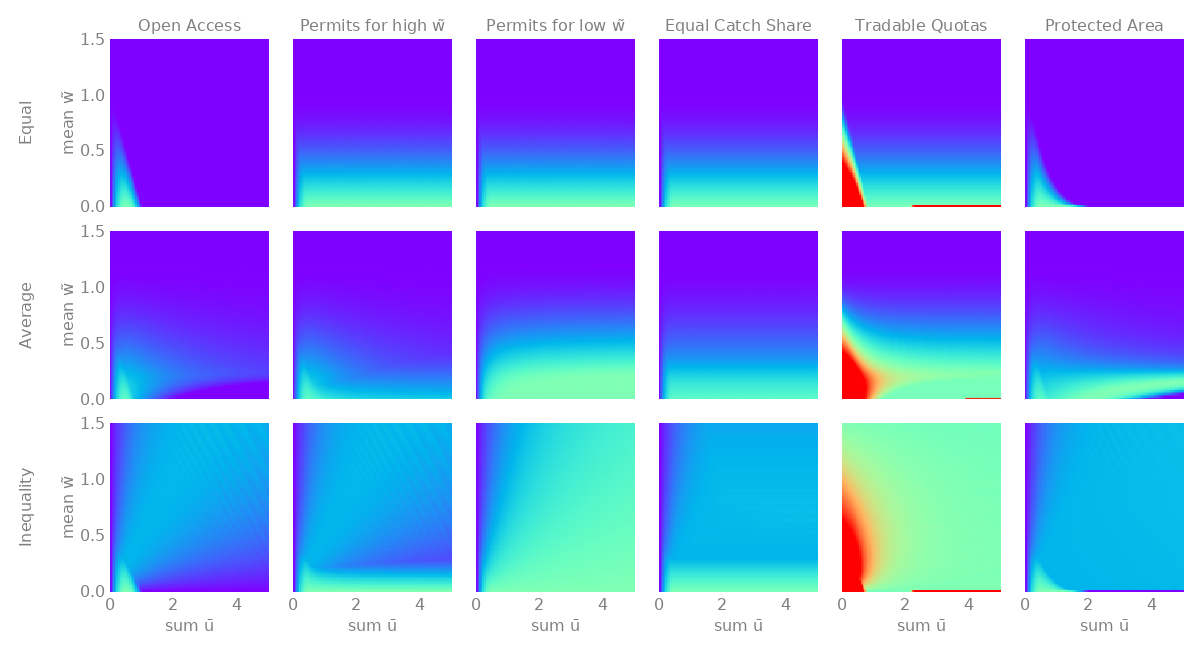 Open Access Permits for high w̃ Permits for low w̃ Equal Catch Share Tradable Quotas Protected Area
Equal
mean w̃
1.5
1.0
0.5
0.0
Average
mean w̃
1.5
1.0
0.5
0.0
Inequality
mean w̃
1.5
1.0
0.5
0.0
0 2 4 0 2 4 0 2 4 0 2 4 0 2 4 0 2 4
sum ū sum ū sum ū sum ū sum ū sum ū